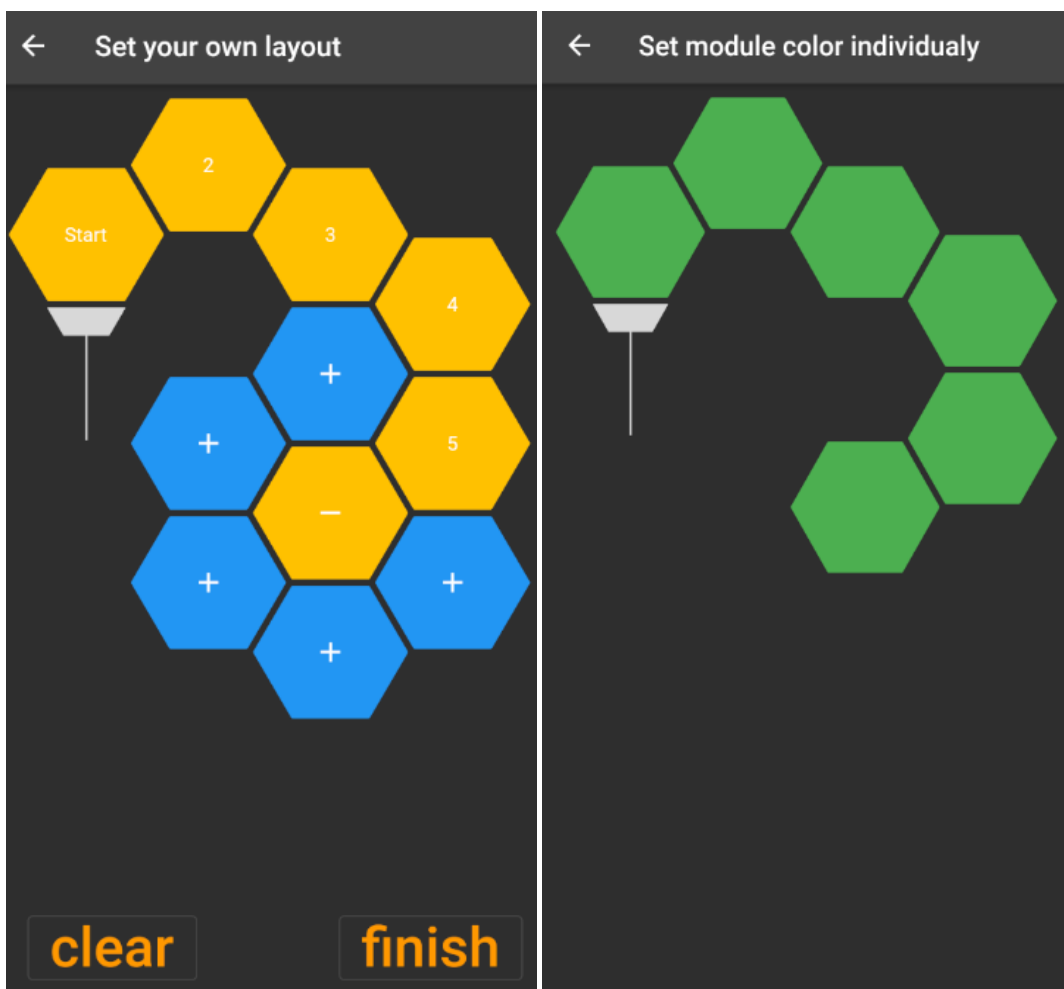 Set your own layout
2
Start
3
4
+
+
5
−
+
+
+
clear
finish
Set module color individualy